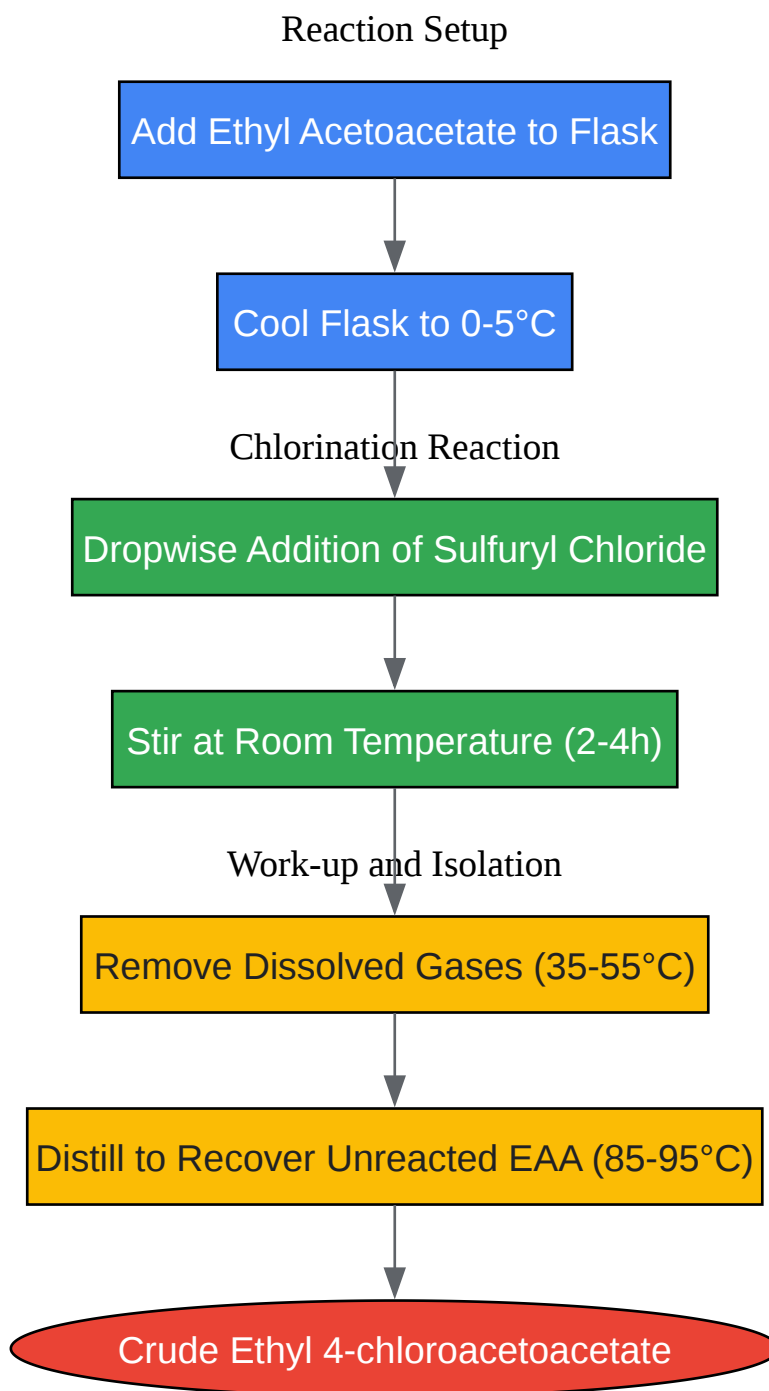 Reaction Setup
Add Ethyl Acetoacetate to Flask
Cool Flask to 0-5°C
Chlorination Reaction
Dropwise Addition of Sulfuryl Chloride
Stir at Room Temperature (2-4h)
Work-up and Isolation
Remove Dissolved Gases (35-55°C)
Distill to Recover Unreacted EAA (85-95°C)
Crude Ethyl 4-chloroacetoacetate